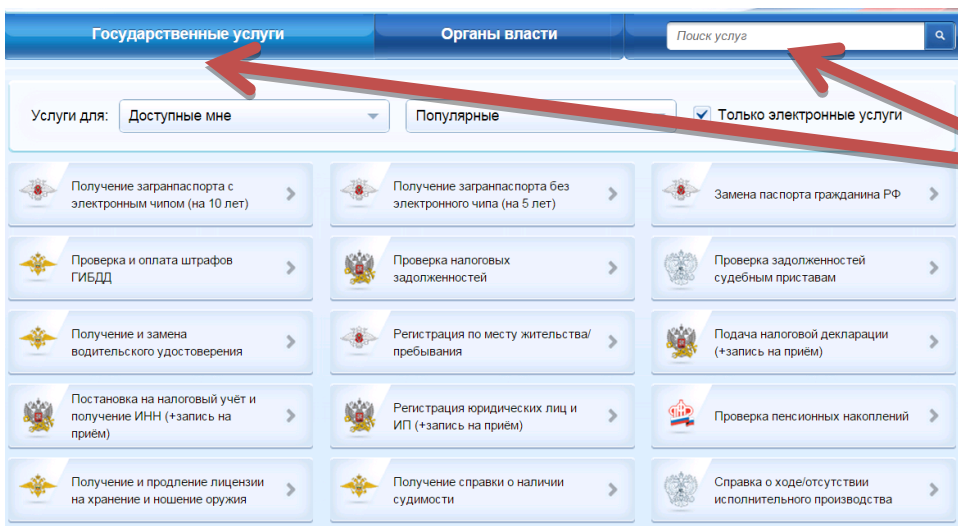 Государственные услуги
Органы власти
Поиск услуг
Услуги для:
Доступные мне
Популярные
Только электронные услуги
Получение загранпаспорта с
электронным чипом (на 10 лет)
Получение загранпаспорта без
электронного чипа (на 5 лет)
Замена паспорта гражданина РФ
Проверка и оплата штрафов
ГИБДД
Проверка налоговых
задолженностей
Проверка задолженностей
судебным приставам
Получение и замена
водительского удостоверения
Регистрация по месту жительства/
пребывания
Подача налоговой декларации
(+запись на приём)
Постановка на налоговый учёт и
получение ИНН (+запись на
приём)
Регистрация юридических лиц и
ИП (+запись на приём)
Проверка пенсионных накоплений
Получение и продление лицензии
на хранение и ношение оружия
Получение справки о наличии
судимости
Справка о ходе/отсутствии
исполнительного производства